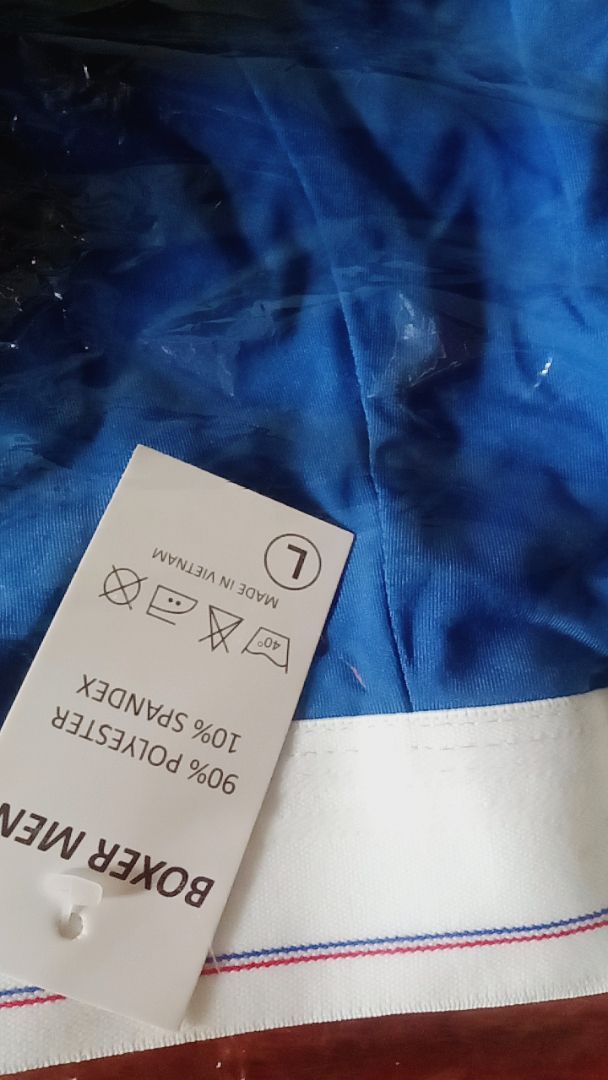 BOXER MEN
90% POLYESTER
10% SPANDEX
40°
MADE IN VIETNAM
L